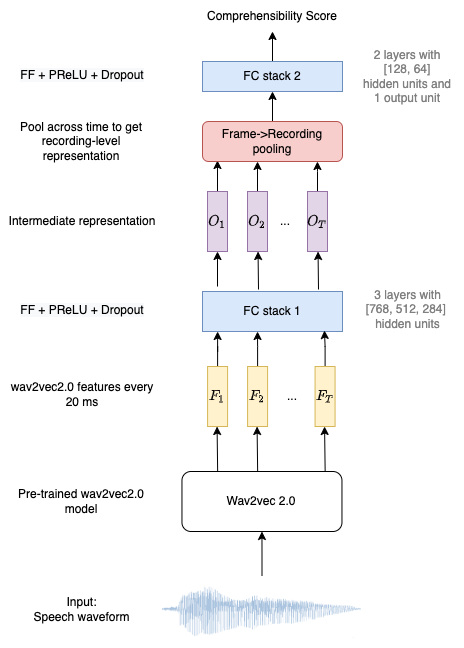 Comprehensibility Score
FF + PReLU + Dropout
FC stack 2
2 layers with
[128, 64]
hidden units and
1 output unit
Pool across time to get
recording-level
representation
Frame->Recording
pooling
Intermediate representation
O1 O2 ... OT
FF + PReLU + Dropout
FC stack 1
3 layers with
[768, 512, 284]
hidden units
wav2vec2.0 features every
20 ms
F1 F2 ... FT
Pre-trained wav2vec2.0
model
Wav2vec 2.0
Input:
Speech waveform